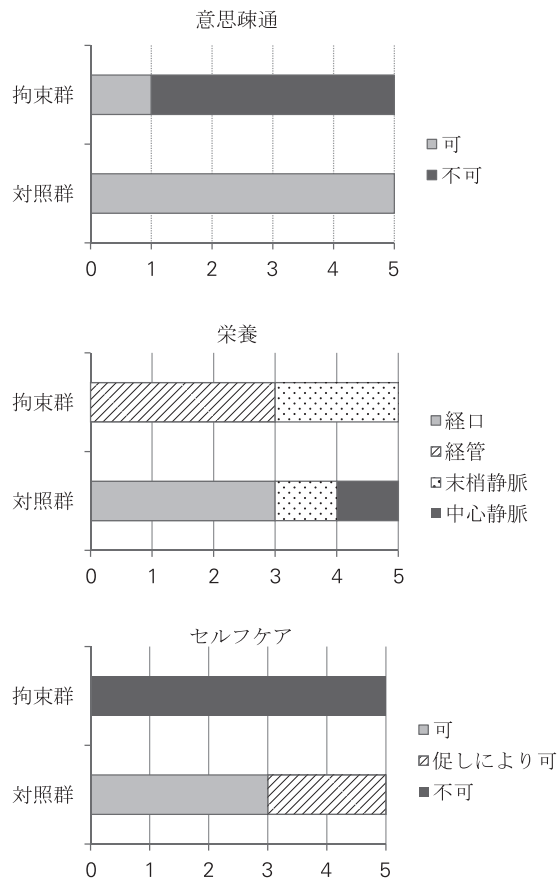 意思疎通
拘束群
対照群
0 1 2 3 4 5
可
不可
栄養
拘束群
対照群
0 1 2 3 4 5
経口
経管
末梢静脈
中心静脈
セルフケア
拘束群
対照群
0 1 2 3 4 5
可
促しにより可
不可